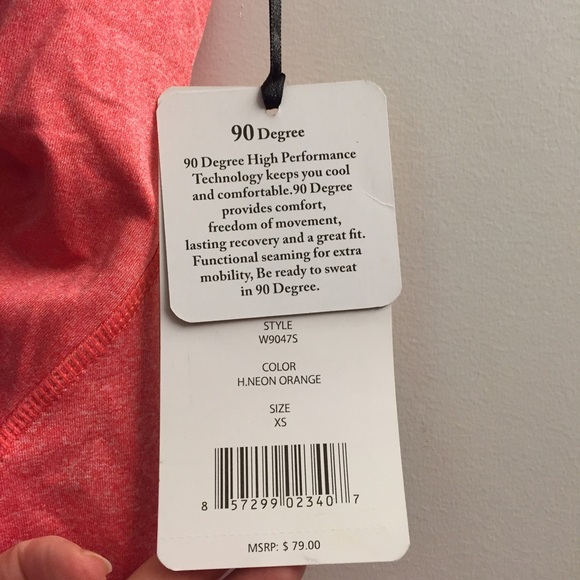 90 Degree
90 Degree High Performance
Technology keeps you cool
and comfortable.90 Degree
provides comfort,
freedom of movement,
lasting recovery and a great fit.
Functional seaming for extra
mobility, Be ready to sweat
in 90 Degree.
STYLE
W9047S
COLOR
H.NEON ORANGE
SIZE
XS
8 57299 02340 7
MSRP: $ 79.00